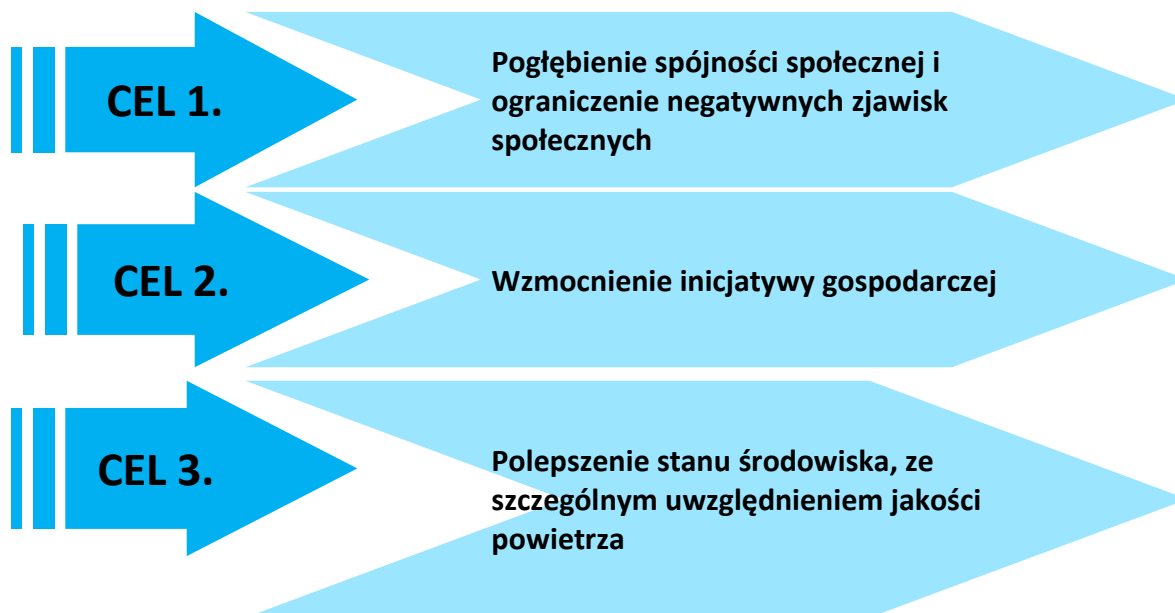 CEL 1.
Pogłębienie spójności społecznej i
ograniczenie negatywnych zjawisk
społecznych
CEL 2.
Wzmocnienie inicjatywy gospodarczej
CEL 3.
Polepszenie stanu środowiska, ze
szczególnym uwzględnieniem jakości
powietrza